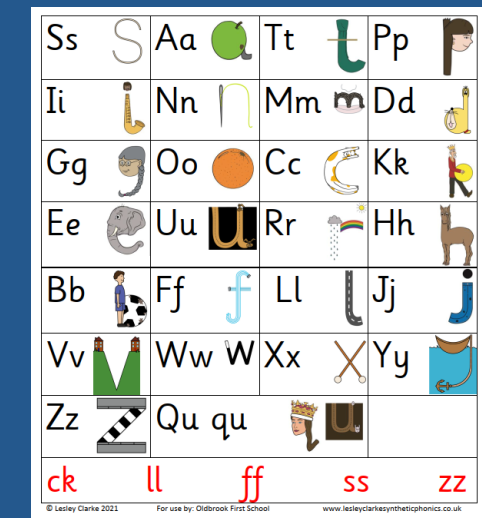 Ss Aa Tt Pp
Ii Nn Mm Dd
Gg Oo Cc Kk
Ee Uu Rr Hh
Bb Ff Ll Jj
Vv Ww Xx Yy
Zz Qu qu
ck ll ff ss zz
© Lesley Clarke 2021 For use by: Oldbrook First School www.lesleyclarkesyntheticphonics.co.uk